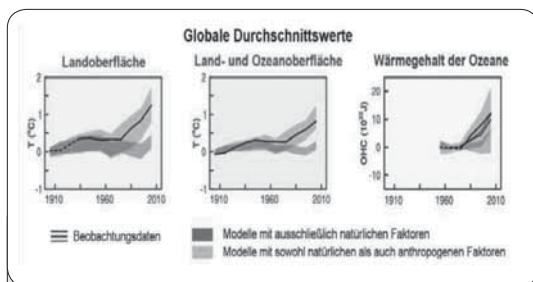 Globale Durchschnittswerte
Landoberfläche
Land- und Ozeanoberfläche
Wärmegehalt der Ozeane
T (°C)
2
1
0
-1
1910
1960
2010
T (°C)
2
1
0
-1
1910
1960
2010
OHC (10²²J)
20
10
0
-10
1910
1960
2010
Beobachtungsdaten
Modelle mit ausschließlich natürlichen Faktoren
Modelle mit sowohl natürlichen als auch anthropogenen Faktoren